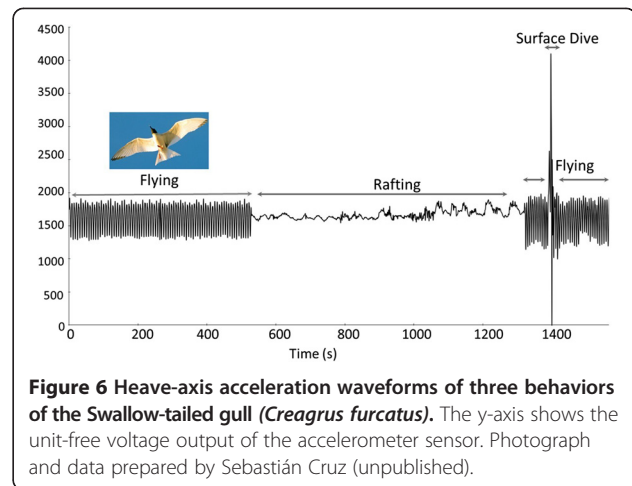 4500
4000
3500
3000
2500
2000
1500
1000
500
0
Surface Dive
Flying
Rafting
Flying
0 200 400 600 800 1000 1200 1400
Time (s)
Figure 6 Heave-axis acceleration waveforms of three behaviors
of the Swallow-tailed gull (Creagrus furcatus). The y-axis shows the
unit-free voltage output of the accelerometer sensor. Photograph
and data prepared by Sebastián Cruz (unpublished).